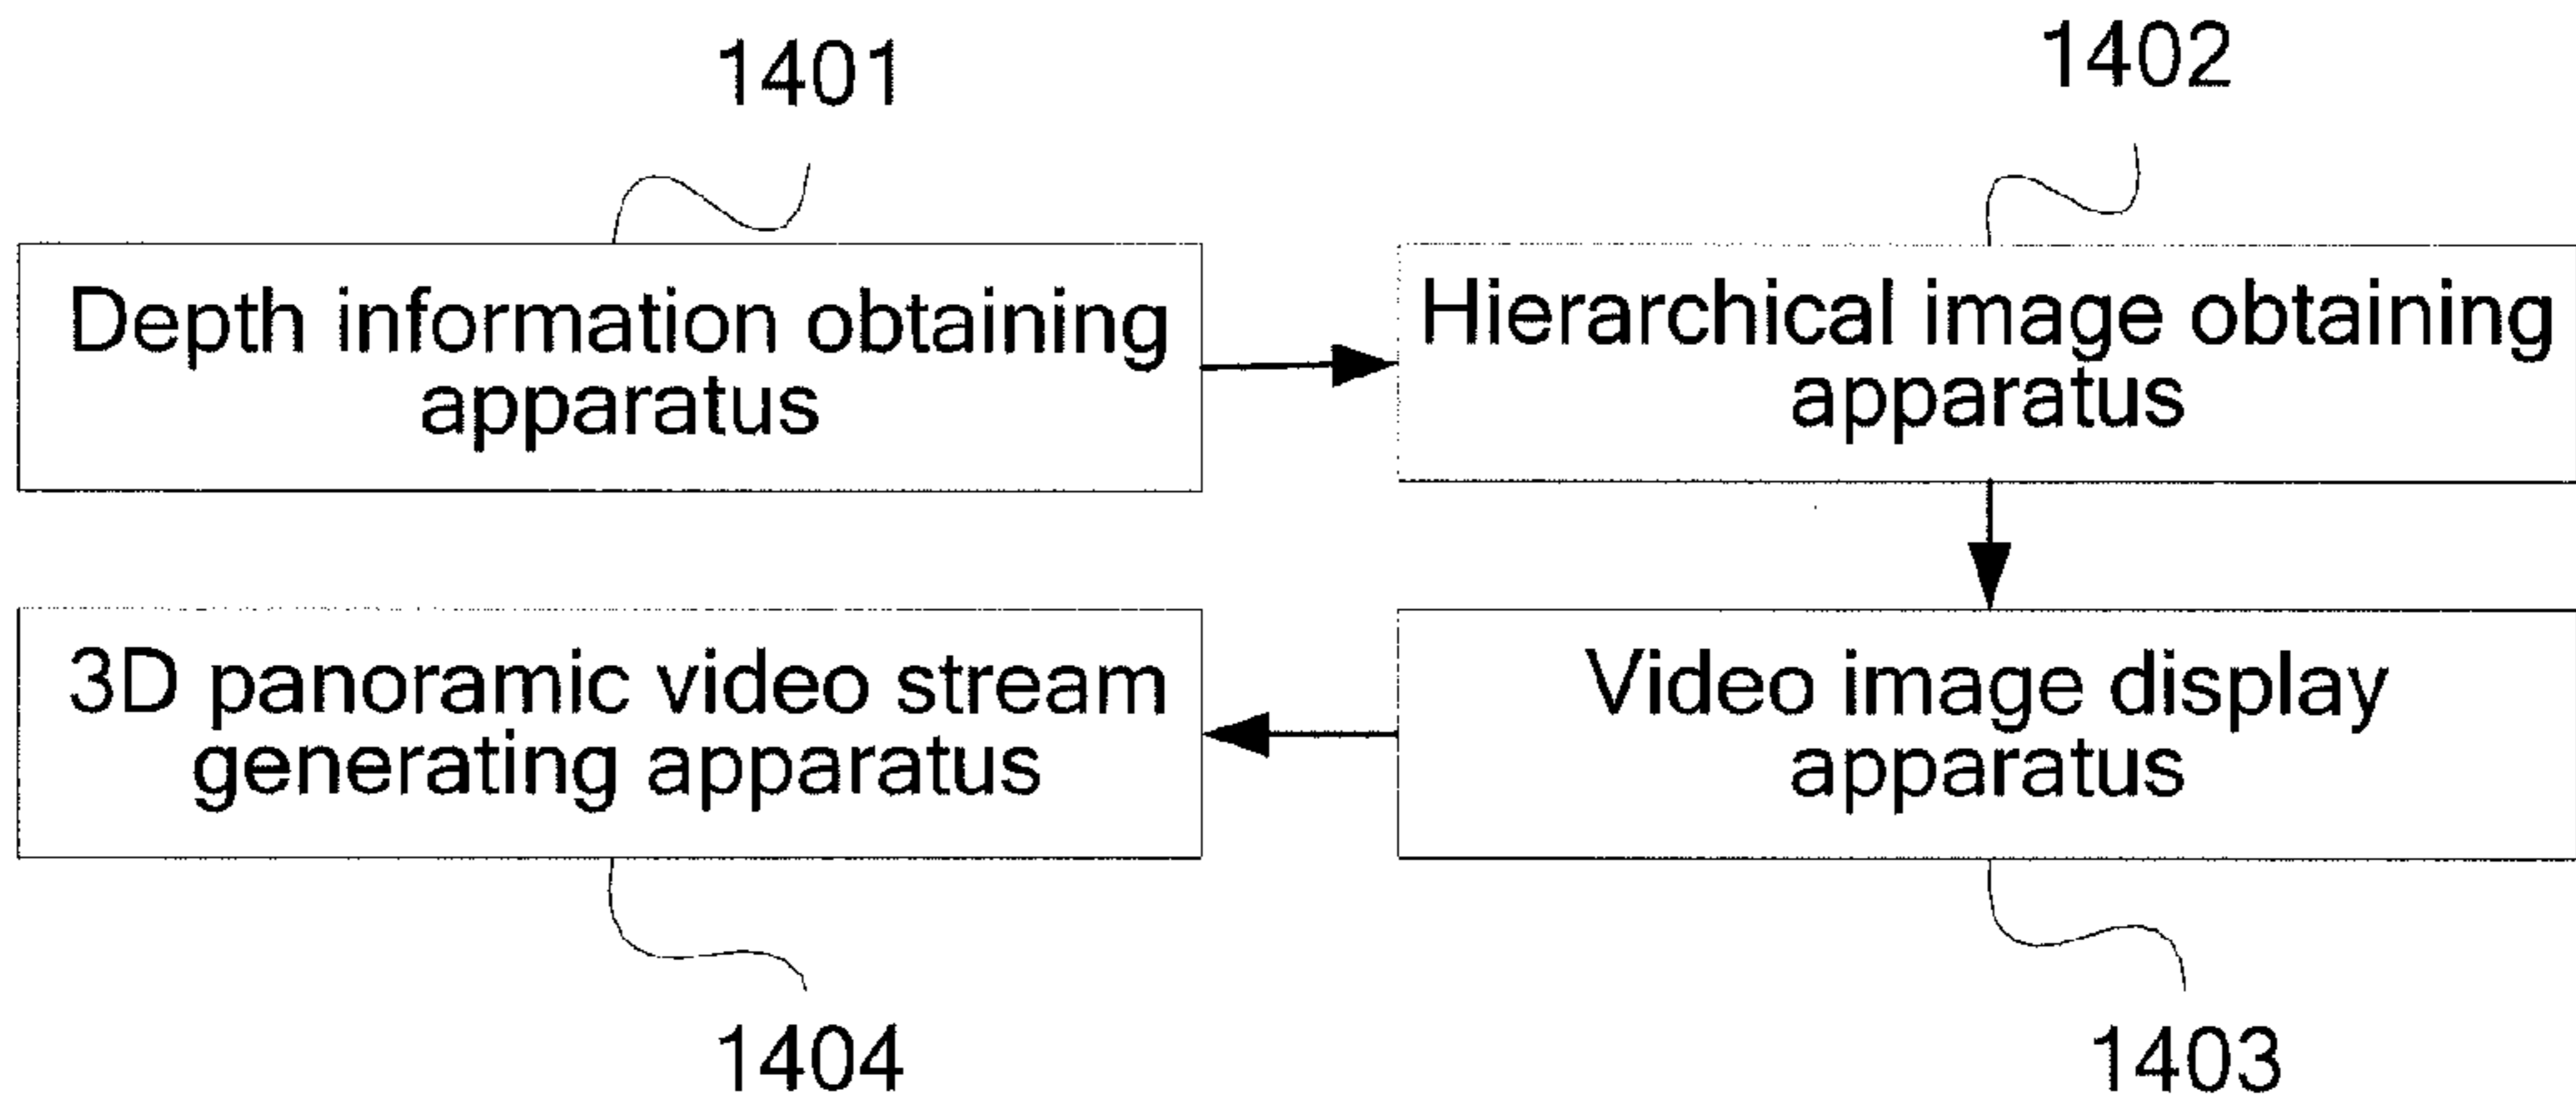 1401
1402
Depth information obtaining
apparatus
Hierarchical image obtaining
apparatus
3D panoramic video stream
generating apparatus
Video image display
apparatus
1404
1403